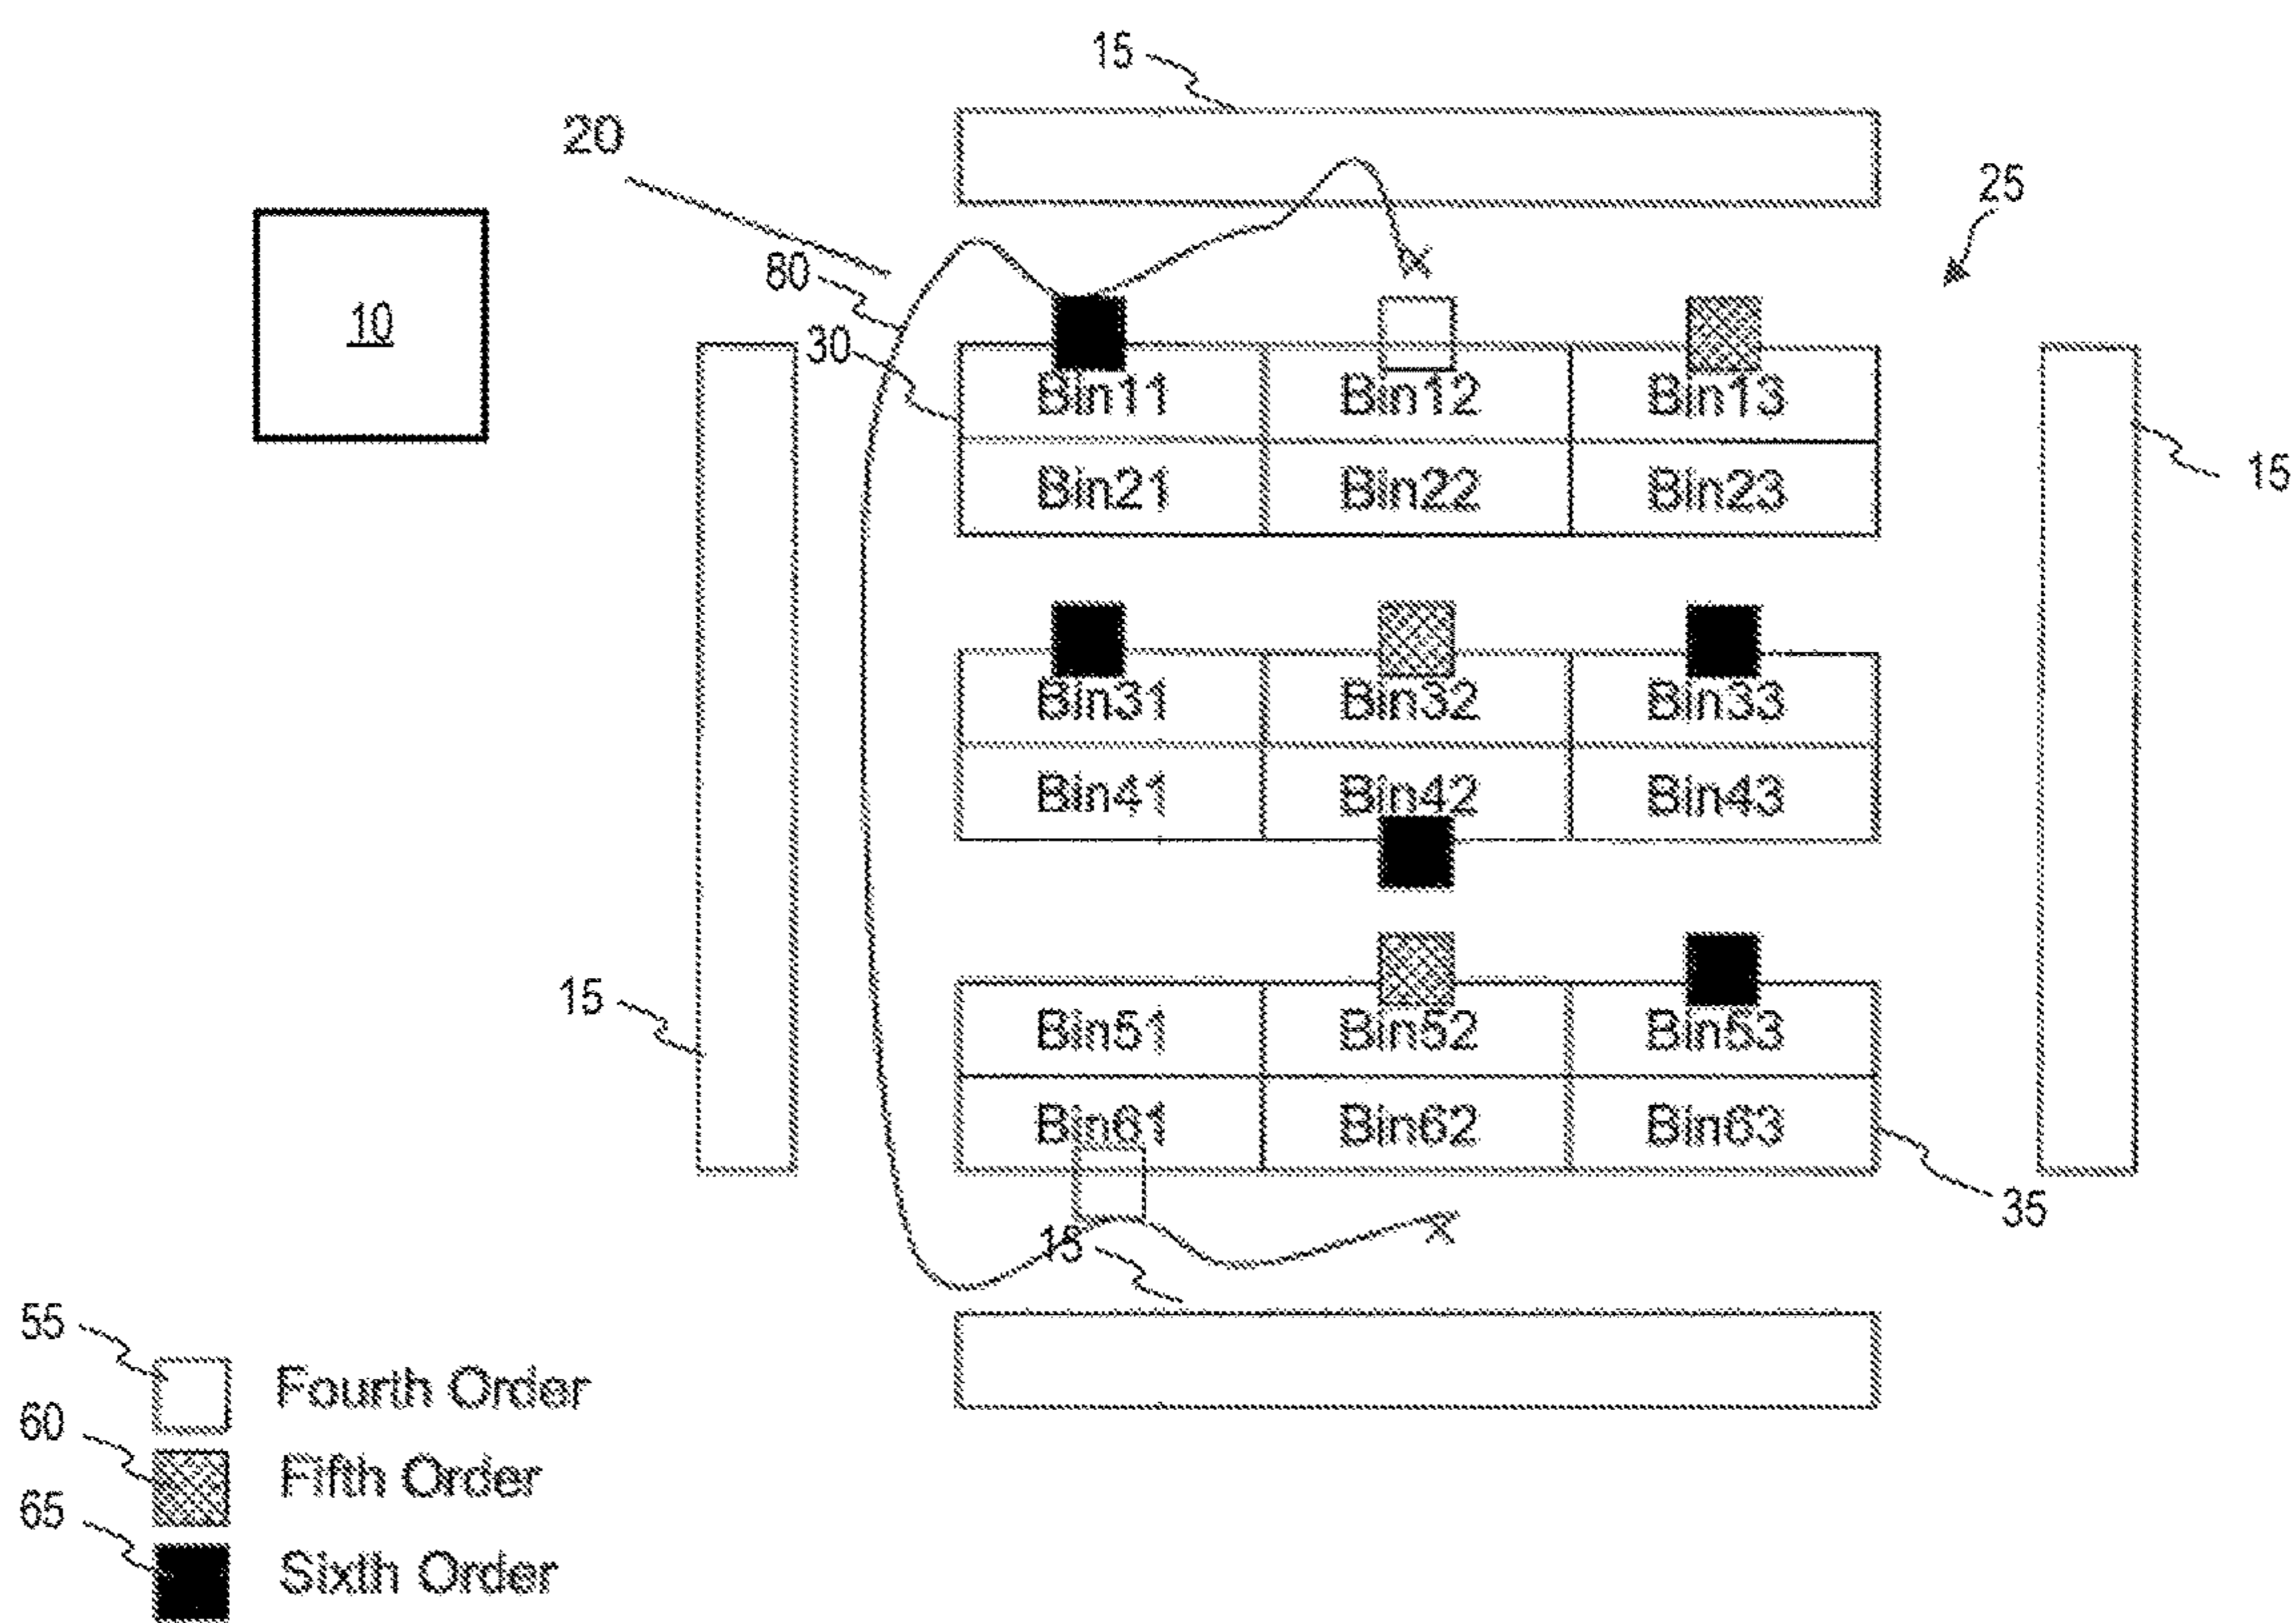 15
20
25
80
10
30
Bin11 Bin12 Bin13
15
Bin21 Bin22 Bin23
Bin31 Bin32 Bin33
Bin41 Bin42 Bin43
15
Bin51 Bin52 Bin53
Bin61 Bin62 Bin63
35
15
55 Fourth Order
60 Fifth Order
65 Sixth Order